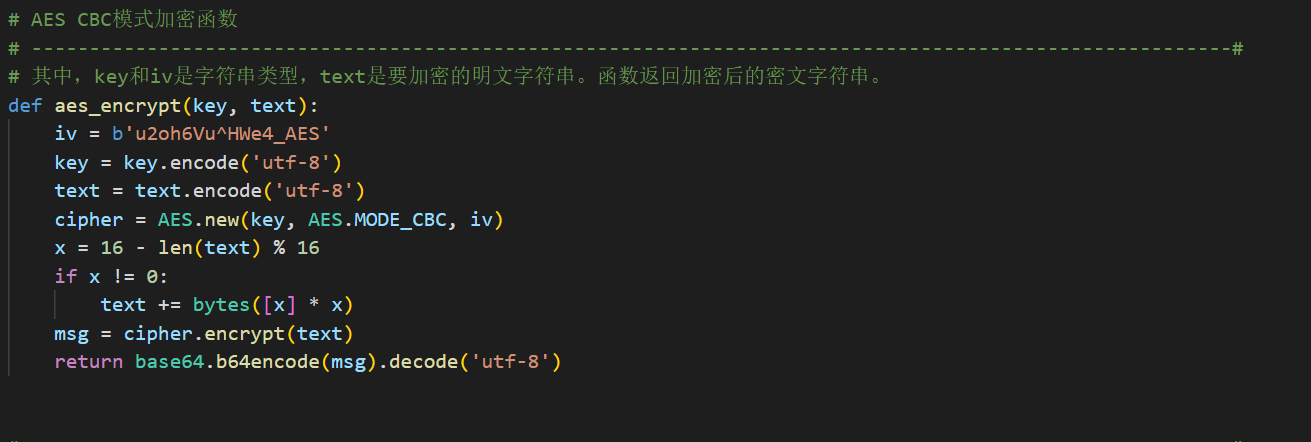 # AES CBC模式加密函数
# --------------------------------------------------------------------------------------------------------#
# 其中，key和iv是字符串类型，text是要加密的明文字符串。函数返回加密后的密文字符串。
def aes_encrypt(key, text):
    iv = b'u2oh6Vu^HWe4_AES'
    key = key.encode('utf-8')
    text = text.encode('utf-8')
    cipher = AES.new(key, AES.MODE_CBC, iv)
    x = 16 - len(text) % 16
    if x != 0:
        text += bytes([x] * x)
    msg = cipher.encrypt(text)
    return base64.b64encode(msg).decode('utf-8')